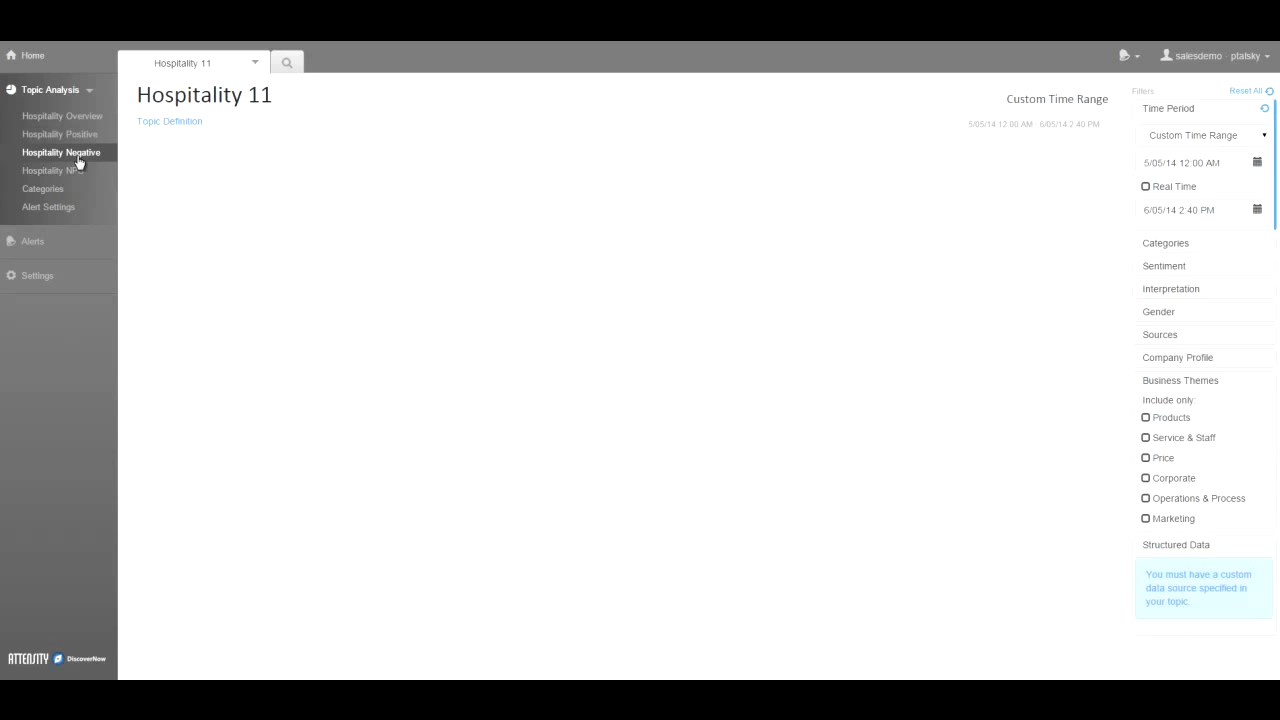 Home
Topic Analysis
Hospitality Overview
Hospitality Positive
Hospitality Negative
Hospitality
Categories
Alert Settings
Alerts
Settings
ATTENSITY DiscoverNow
Hospitality 11
salesdemo - ptalsky
Hospitality 11
Topic Definition
Custom Time Range
5/05/14 12:00 AM - 6/05/14 2:40 PM
Filters
Reset All
Time Period
Custom Time Range
5/05/14 12:00 AM
Real Time
6/05/14 2:40 PM
Categories
Sentiment
Interpretation
Gender
Sources
Company Profile
Business Themes
Include only:
Products
Service & Staff
Price
Corporate
Operations & Process
Marketing
Structured Data
You must have a custom
data source specified in
your topic.